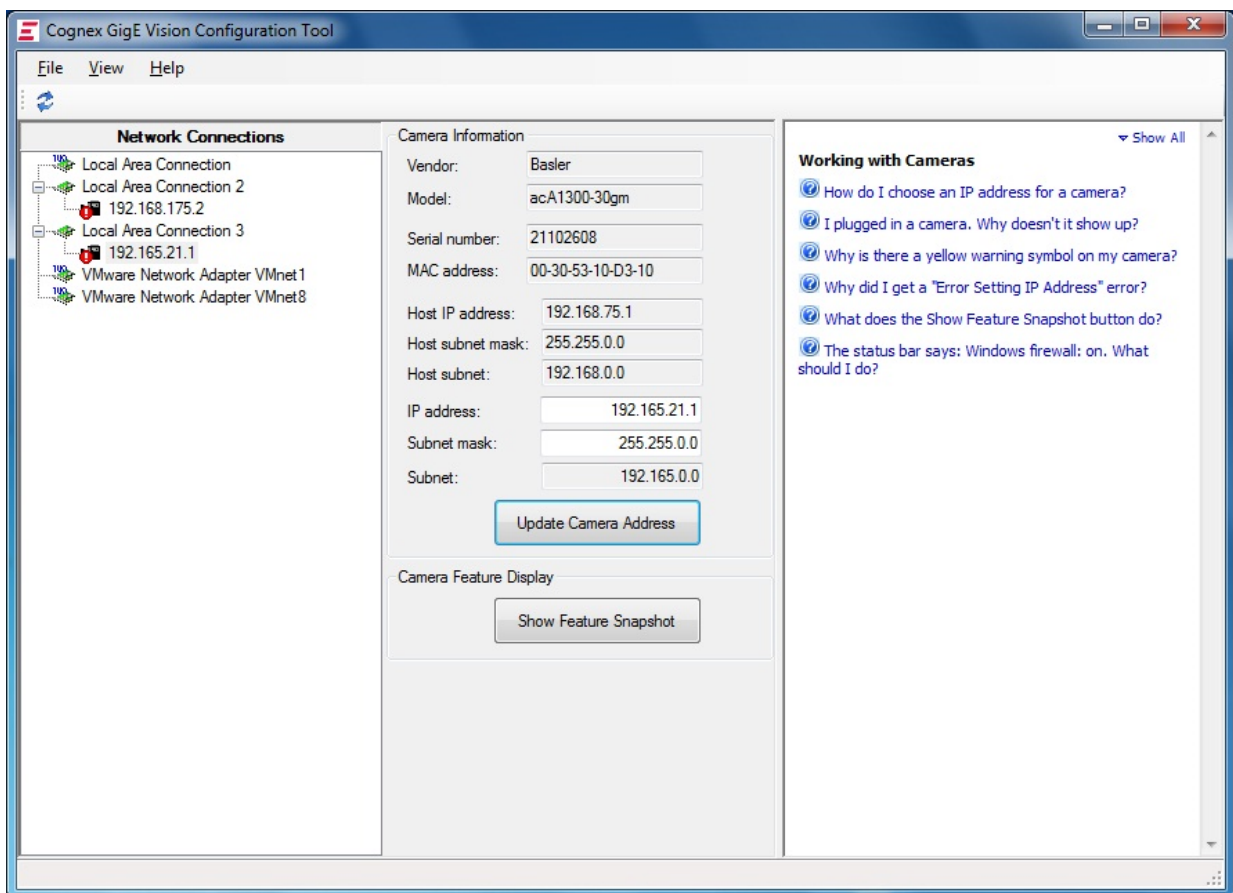 Cognex GigE Vision Configuration Tool
File View Help
Network Connections
Local Area Connection
Local Area Connection 2
192.168.175.2
Local Area Connection 3
192.165.21.1
VMware Network Adapter VMnet1
VMware Network Adapter VMnet8
Camera Information
Vendor: Basler
Model: acA1300-30gm
Serial number: 21102608
MAC address: 00-30-53-10-D3-10
Host IP address: 192.168.75.1
Host subnet mask: 255.255.0.0
Host subnet: 192.168.0.0
IP address: 192.165.21.1
Subnet mask: 255.255.0.0
Subnet: 192.165.0.0
Update Camera Address
Camera Feature Display
Show Feature Snapshot
Show All
Working with Cameras
How do I choose an IP address for a camera?
I plugged in a camera. Why doesn't it show up?
Why is there a yellow warning symbol on my camera?
Why did I get a "Error Setting IP Address" error?
What does the Show Feature Snapshot button do?
The status bar says: Windows firewall: on. What
should I do?